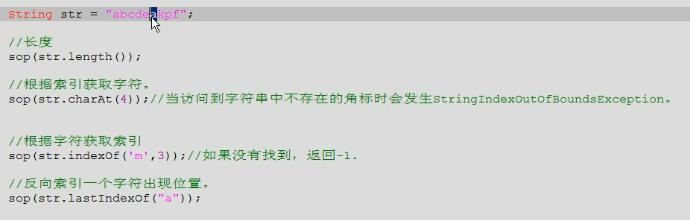 String str = "abcdeakpf";
//长度
sop(str.length());
//根据索引获取字符。
sop(str.charAt(4));//当访问到字符串中不存在的角标时会发生StringIndexOutOfBoundsException。
//根据字符获取索引
sop(str.indexOf('m',3));//如果没有找到，返回-1.
//反向索引一个字符出现位置。
sop(str.lastIndexOf("a"));